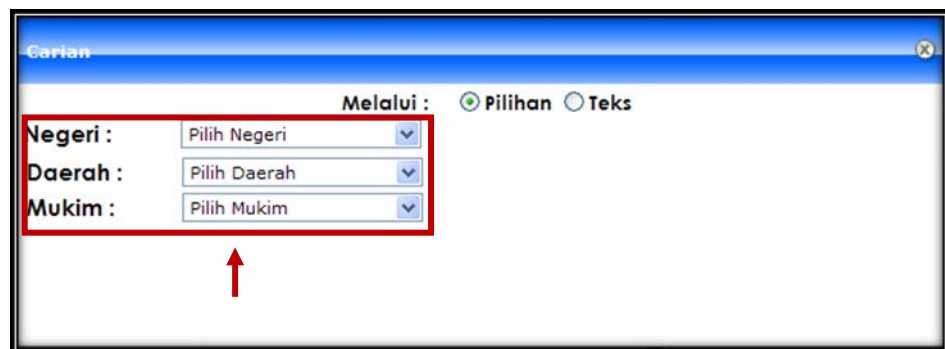 Carian
Melalui : Pilihan Teks
Negeri : Pilih Negeri
Daerah : Pilih Daerah
Mukim : Pilih Mukim